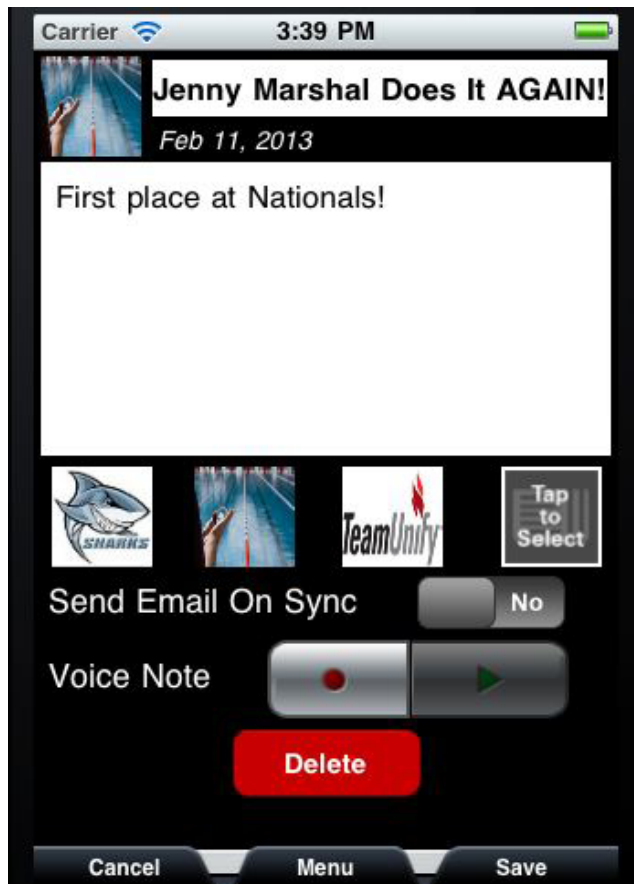 Carrier 3:39 PM
Jenny Marshal Does It AGAIN!
Feb 11, 2013
First place at Nationals!
SHARKS
TeamUnify
Tap
to
Select
Send Email On Sync No
Voice Note
Delete
Cancel Menu Save